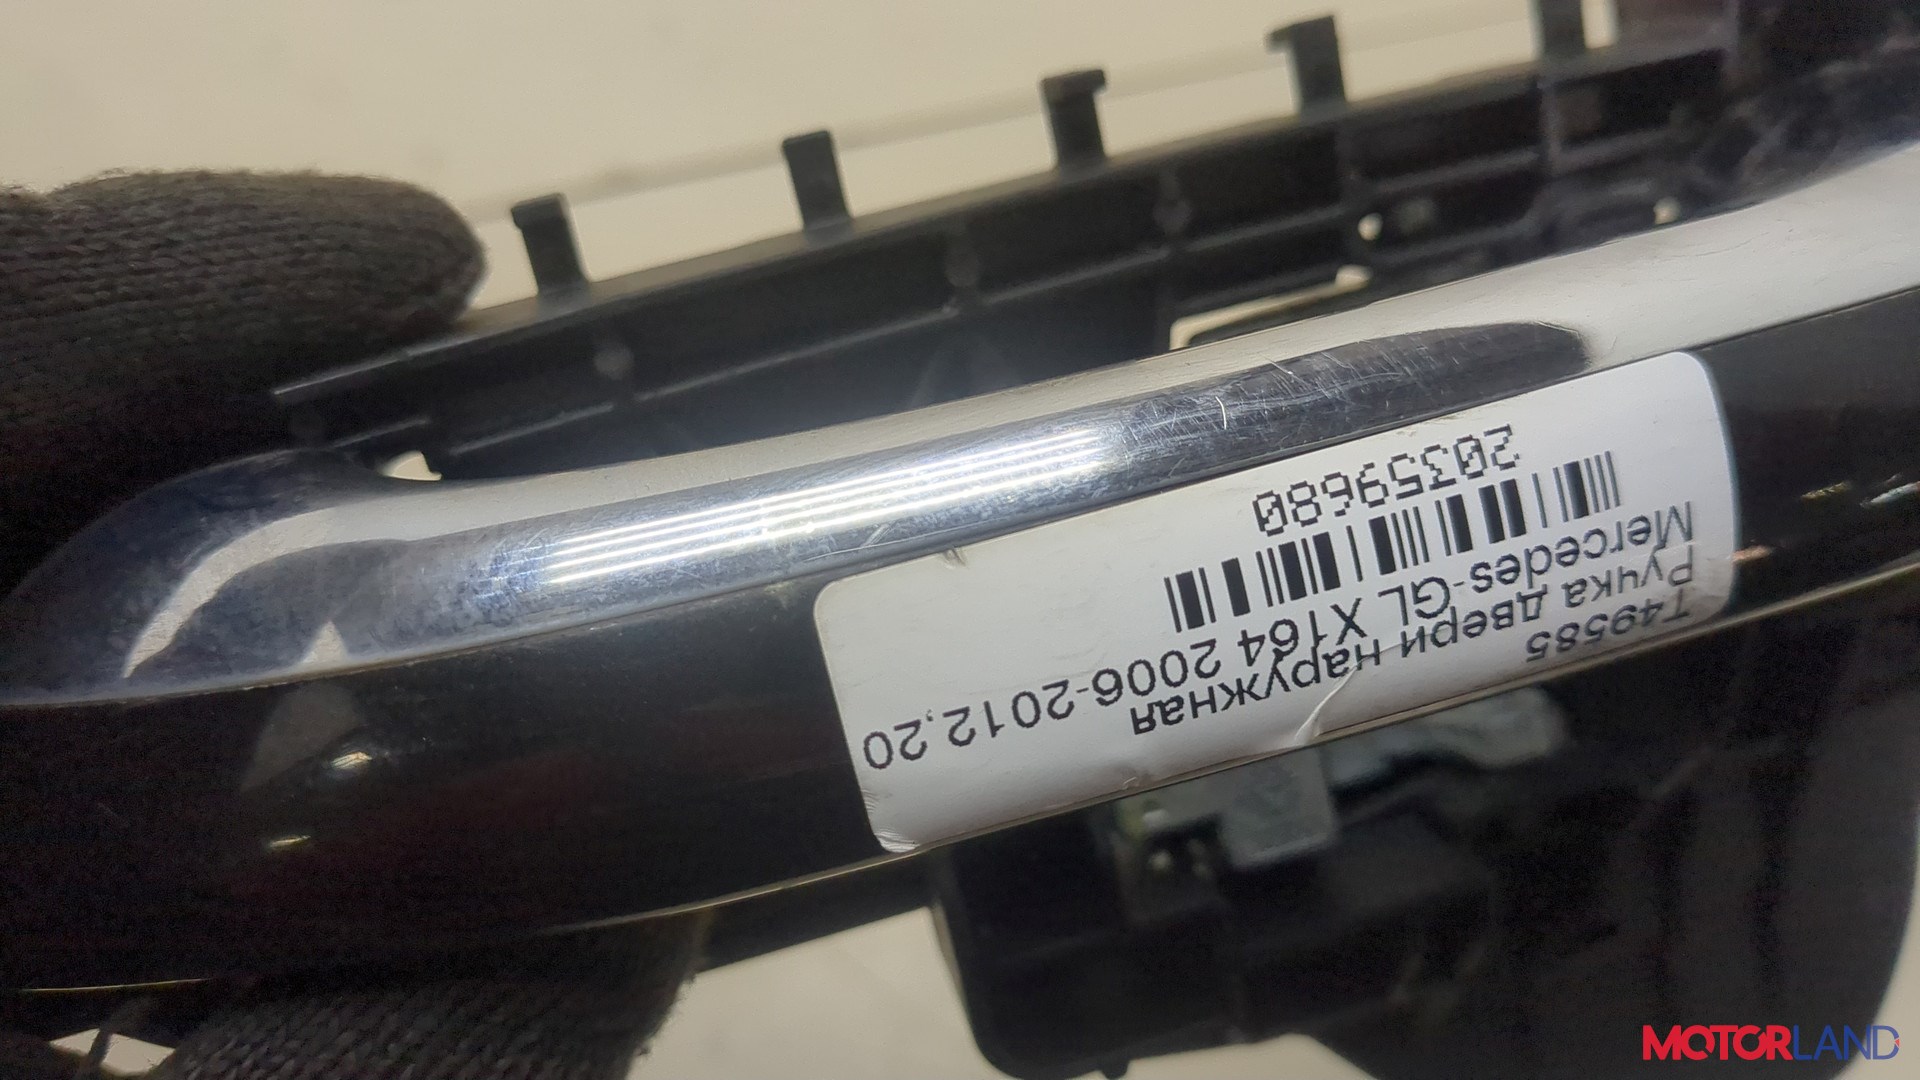 T49585
Ручка двери наружная
Mercedes-GL X164 2006-2012,20
20359680
MOTORLAND